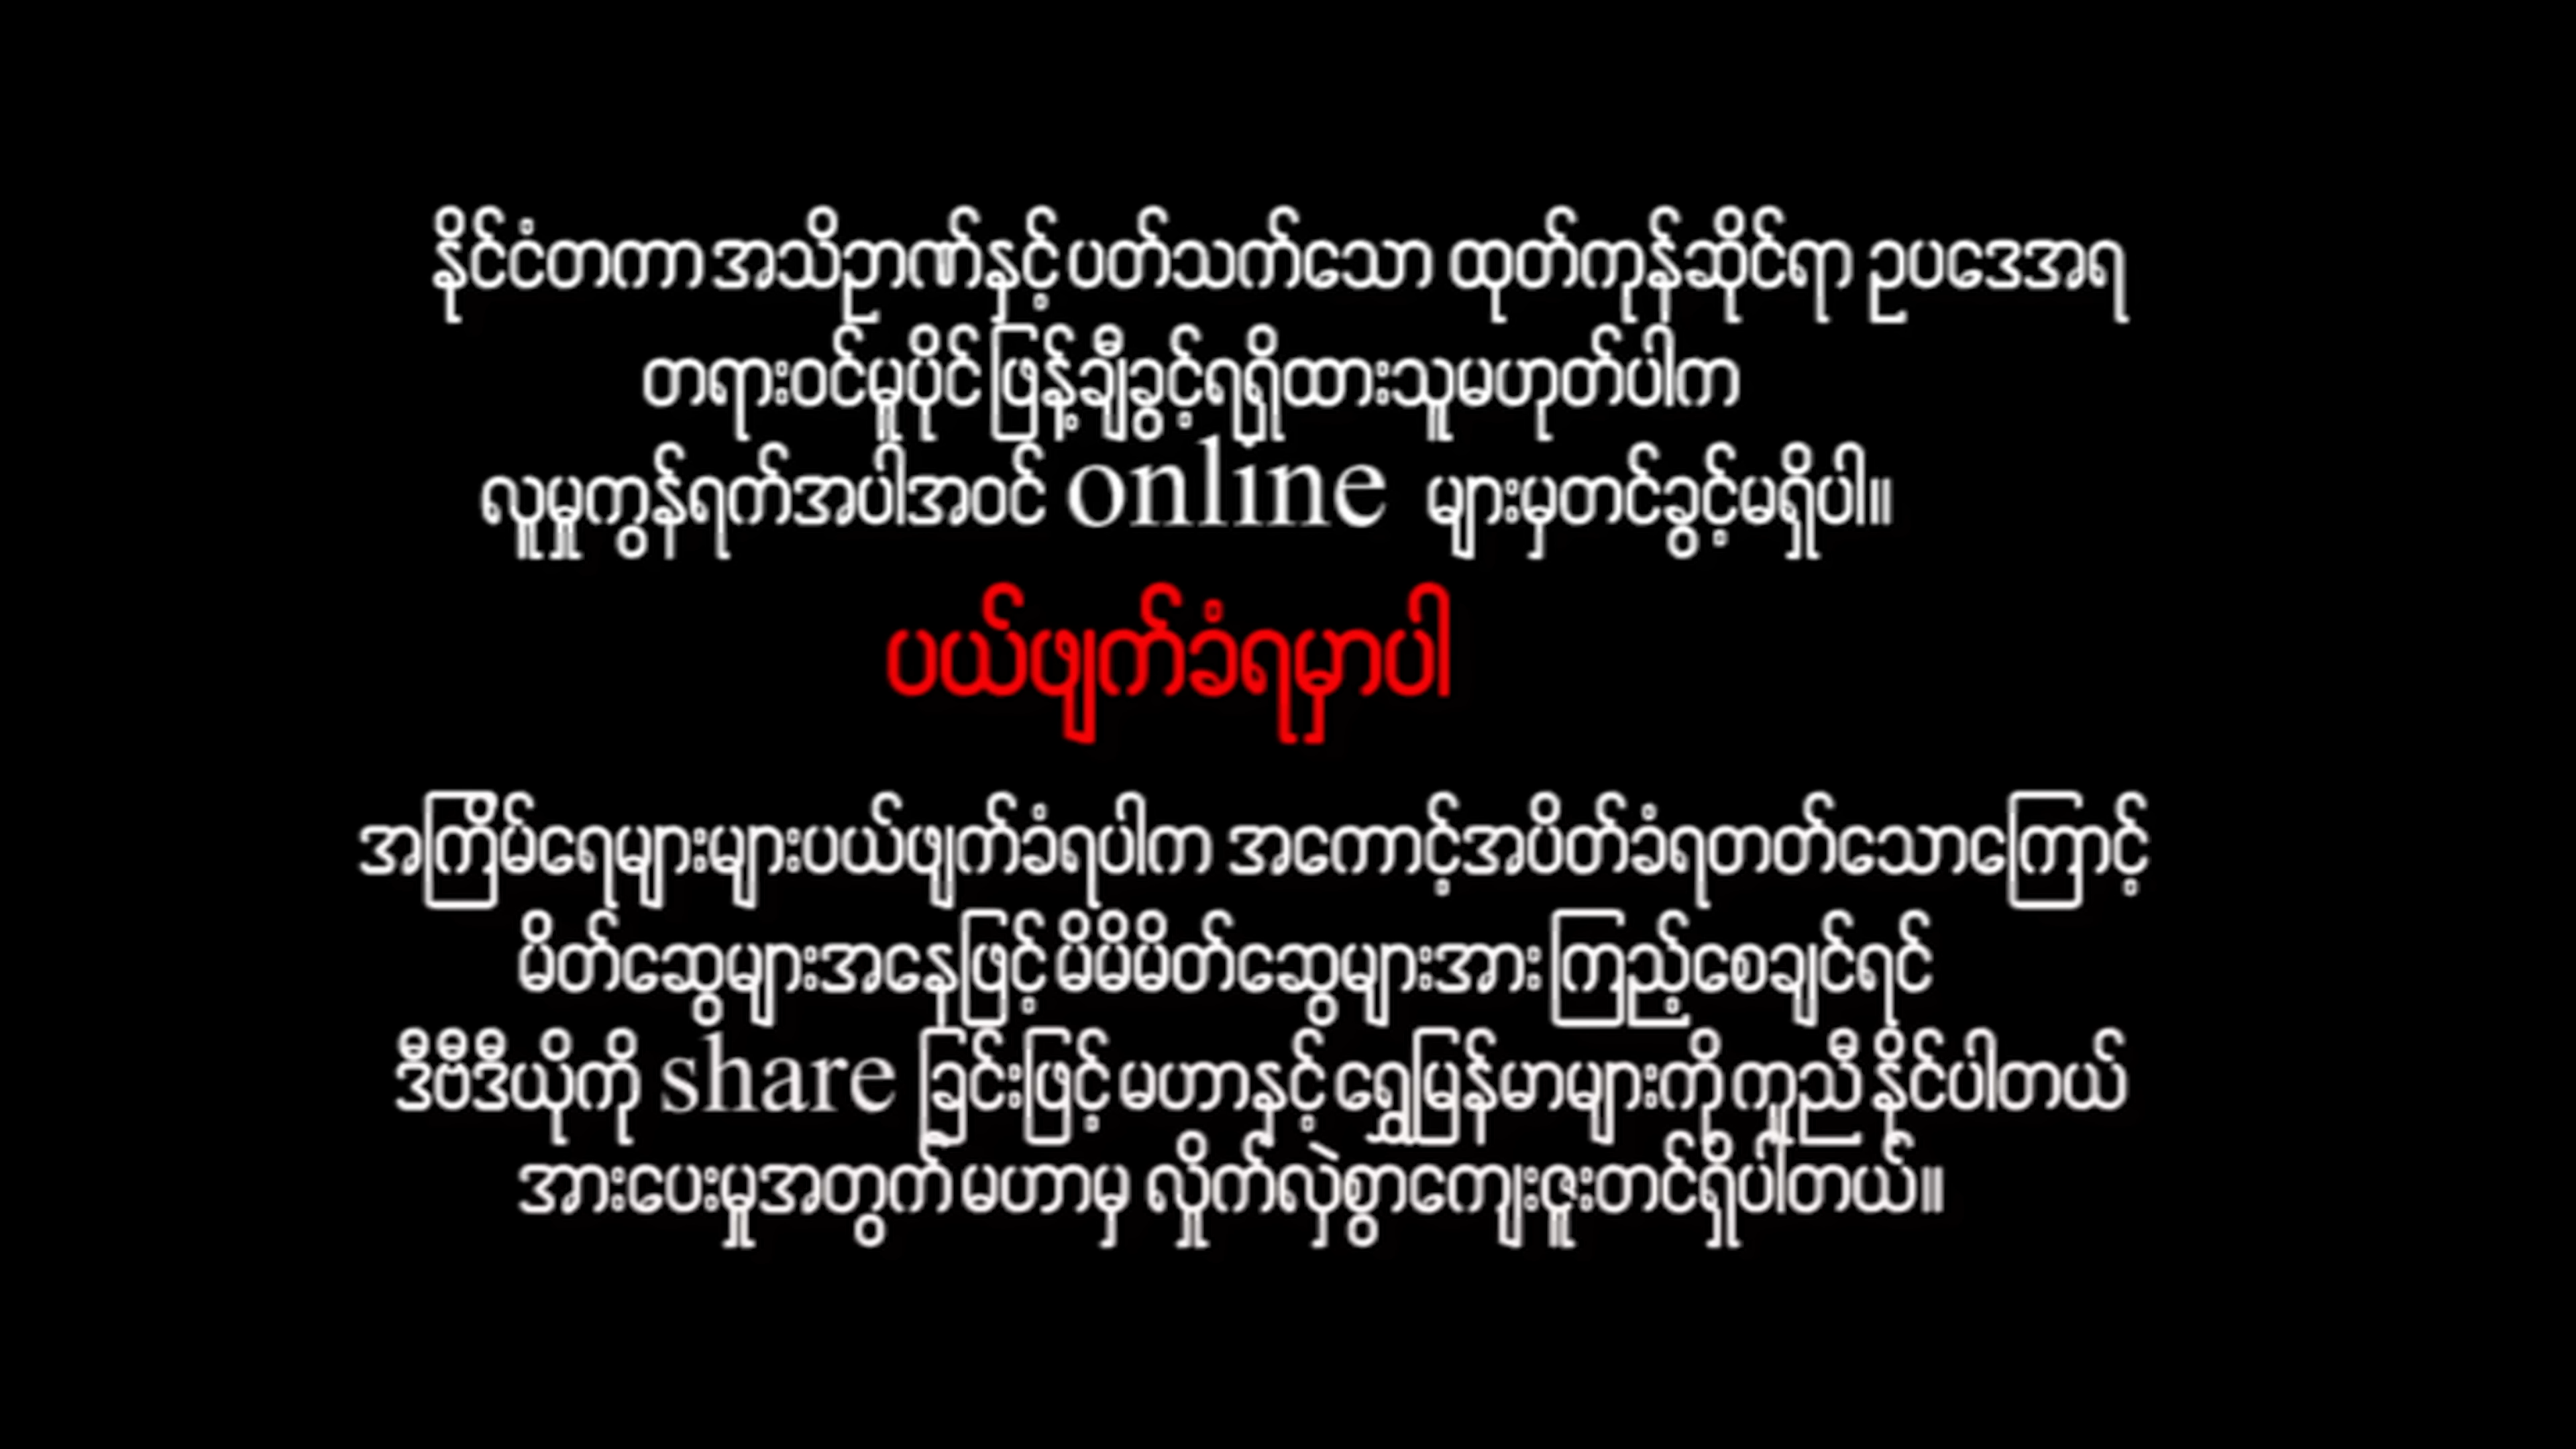 နိုင်ငံတကာ အသိဉာဏ်နှင့် ပတ်သက်သော ထုတ်ကုန်ဆိုင်ရာ ဥပဒေအရ
တရားဝင်မူပိုင် ဖြန့်ချီခွင့်ရရှိထားသူမဟုတ်ပါက
လူမှုကွန်ရက်အပါအဝင် online များမှတင်ခွင့်မရှိပါ။
ပယ်ဖျက်ခံရမှာပါ
အကြိမ်ရေများများပယ်ဖျက်ခံရပါက အကောင့်အပိတ်ခံရတတ်သောကြောင့်
မိတ်ဆွေများအနေဖြင့် မိမိမိတ်ဆွေများအား ကြည့်စေချင်ရင်
ဒီဗီဒီယိုကို share ခြင်းဖြင့် မဟာနှင့် ရွှေမြန်မာများကို ကူညီ နိုင်ပါတယ်
အားပေးမှုအတွက် မဟာမှ လှိုက်လှဲစွာကျေးဇူးတင်ရှိပါတယ်။